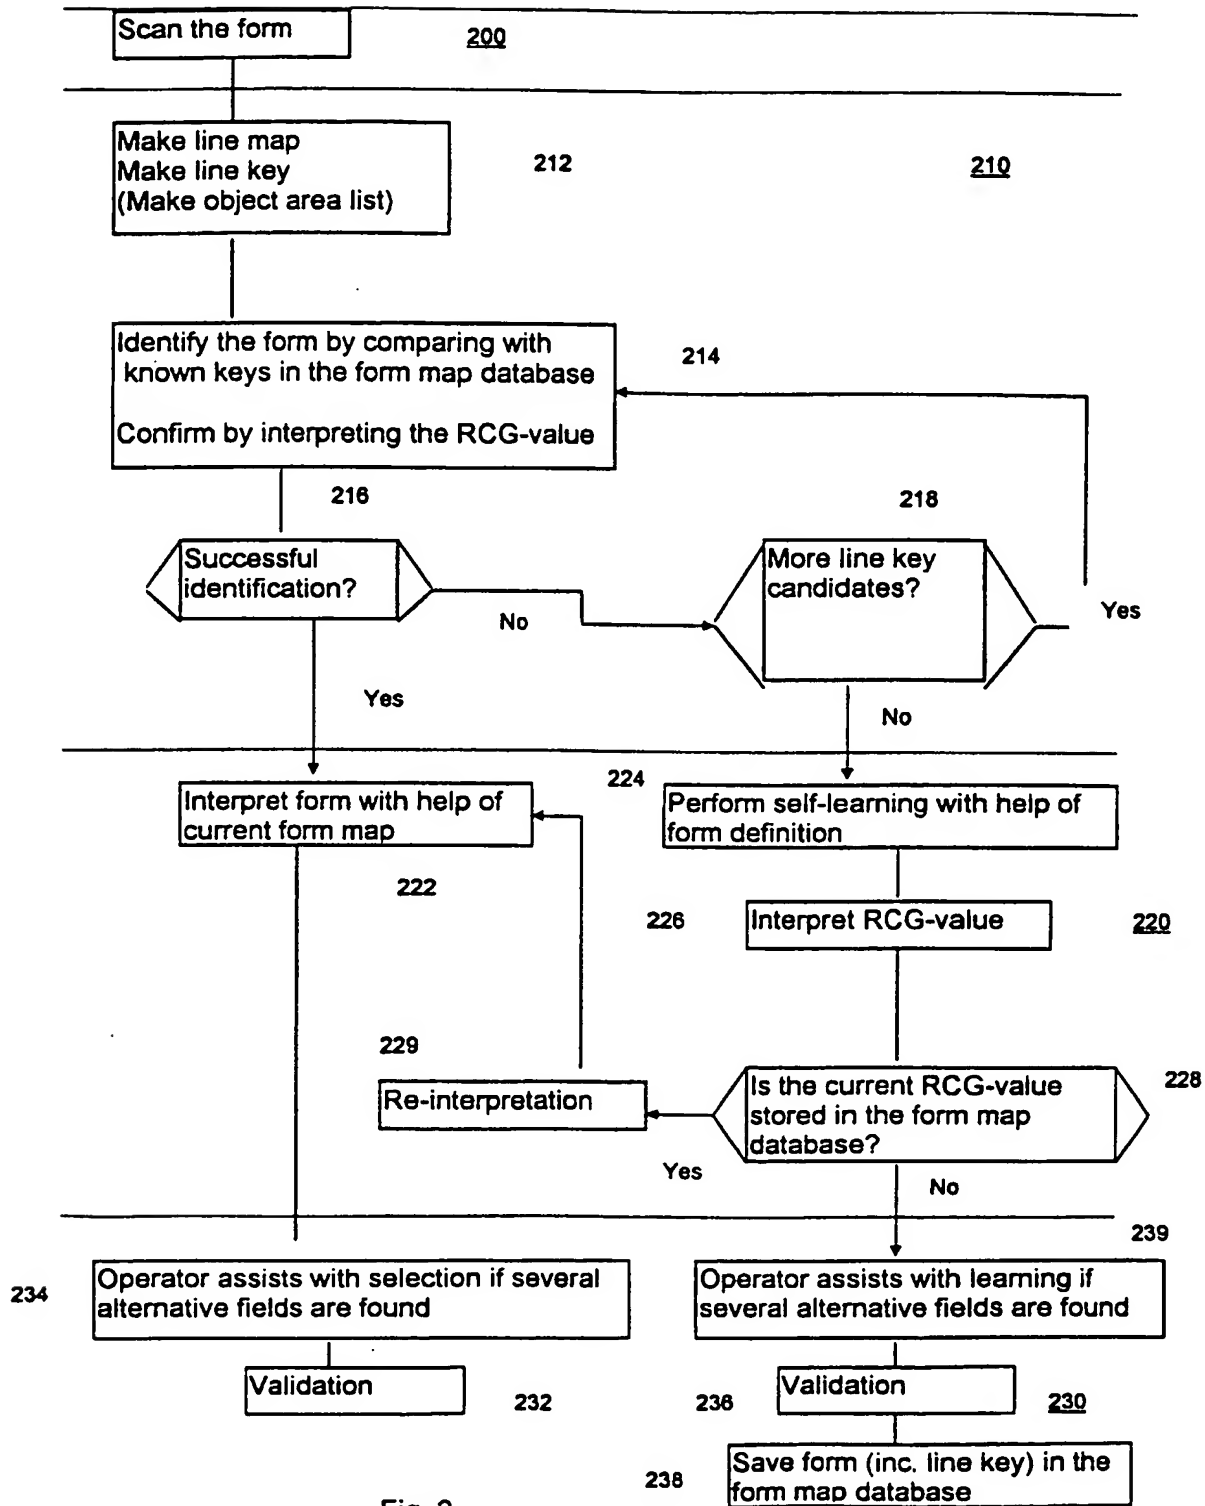 Scan the form
200
Make line map
Make line key
(Make object area list)
212
210
Identify the form by comparing with
known keys in the form map database
Confirm by interpreting the RCG-value
214
216
218
Successful
identification?
More line key
candidates?
No
Yes
Yes
No
224
Interpret form with help of
current form map
Perform self-learning with help of
form definition
222
226
Interpret RCG-value
220
229
Re-interpretation
Is the current RCG-value
stored in the form map
database?
228
Yes
No
239
234
Operator assists with selection if several
alternative fields are found
Operator assists with learning if
several alternative fields are found
Validation
232
236
Validation
230
238
Save form (inc. line key) in the
form map database